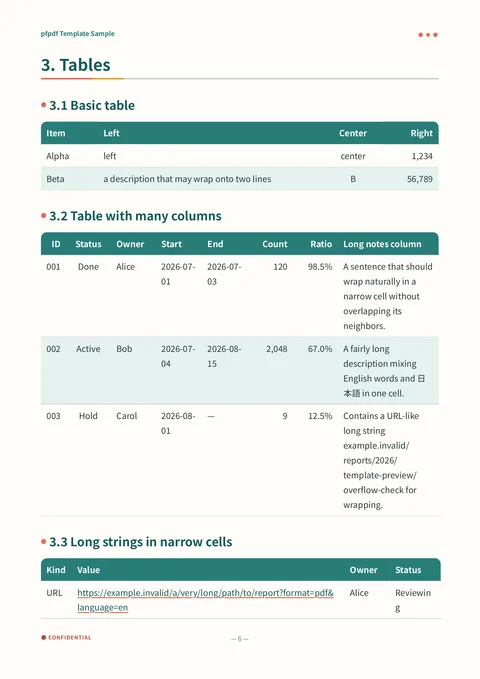 pfpdf Template Sample
3. Tables
3.1 Basic table
Item Left Center Right
Alpha left center 1,234
Beta a description that may wrap onto two lines B 56,789
3.2 Table with many columns
ID Status Owner Start End Count Ratio Long notes column
001 Done Alice 2026-07- 2026-07- 120 98.5% A sentence that should
01 03 wrap naturally in a
narrow cell without
overlapping its
neighbors.
002 Active Bob 2026-07- 2026-08- 2,048 67.0% A fairly long
04 15 description mixing
English words and 日
本語 in one cell.
003 Hold Carol 2026-08- — 9 12.5% Contains a URL-like
01 long string
example.invalid/
reports/2026/
template-preview/
overflow-check for
wrapping.
3.3 Long strings in narrow cells
Kind Value Owner Status
URL https://example.invalid/a/very/long/path/to/report?format=pdf& Alice Reviewin
language=en g
CONFIDENTIAL — 6 —